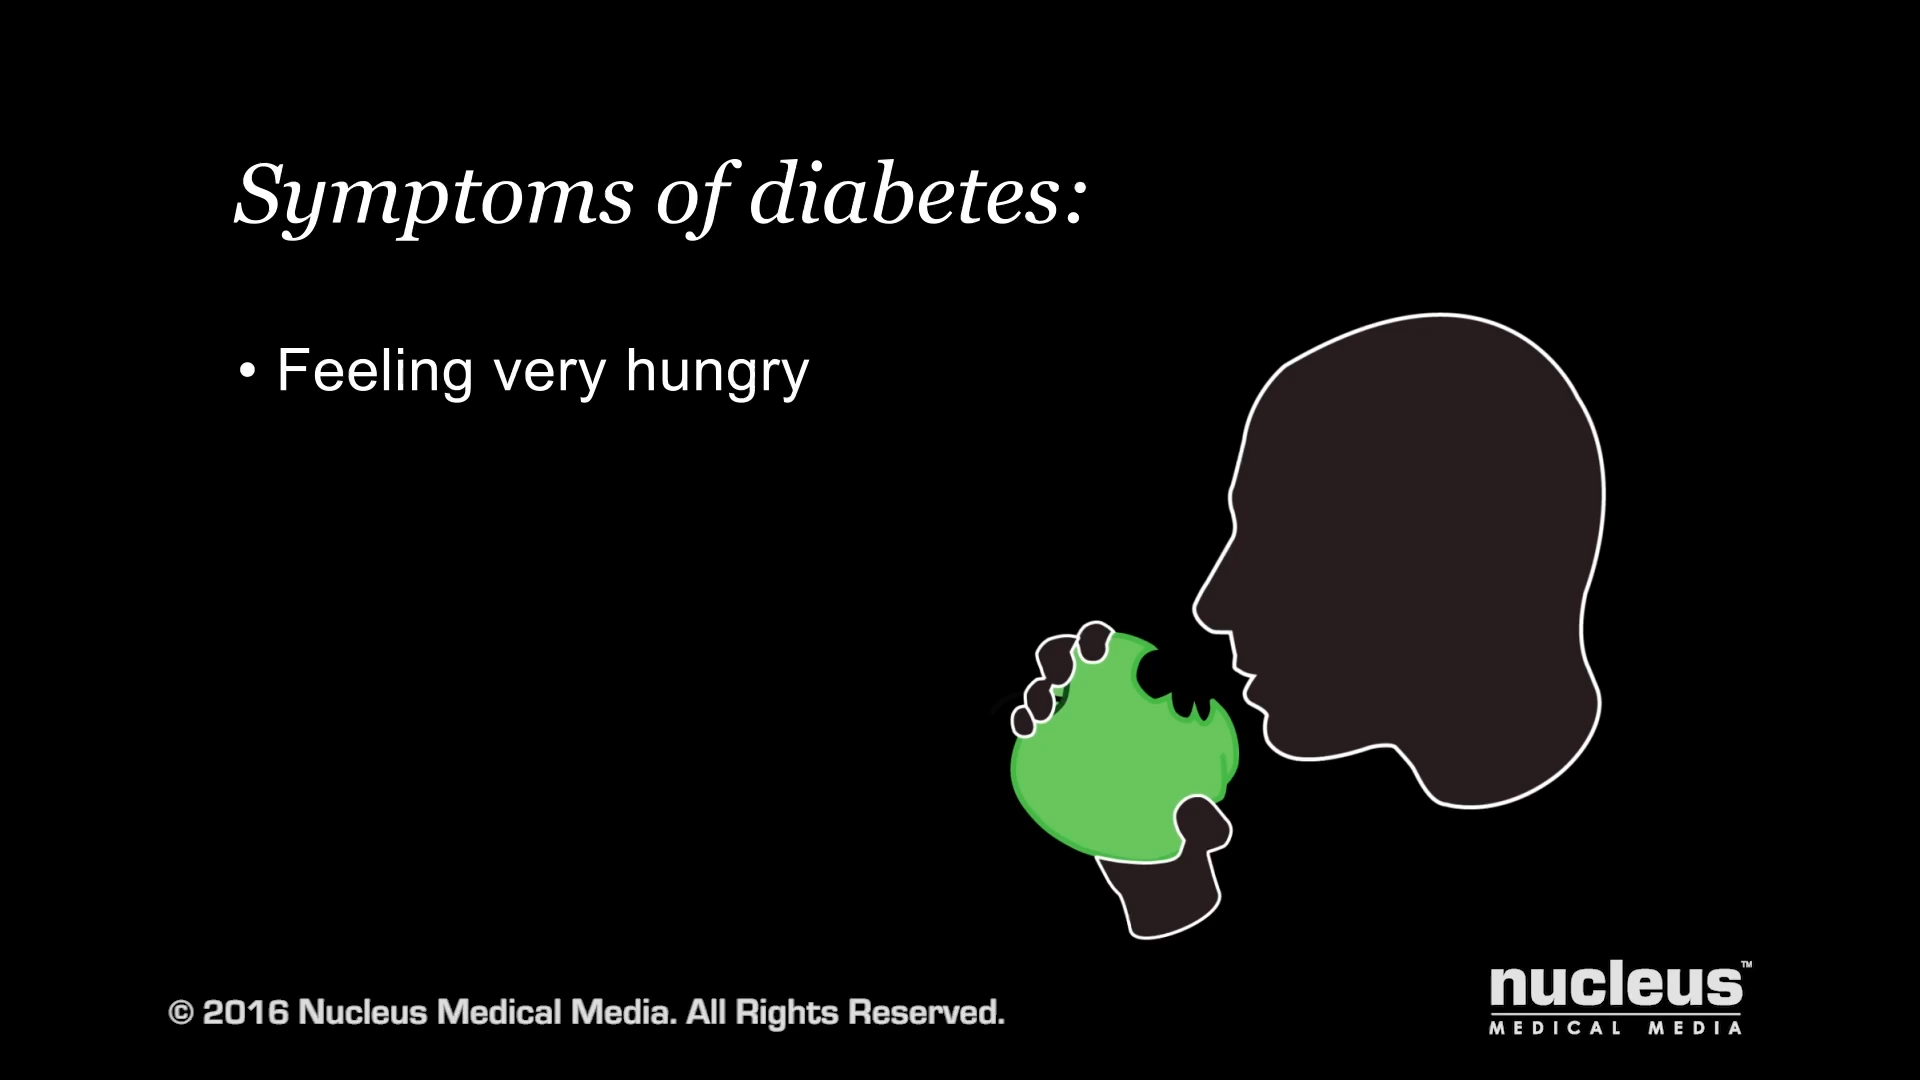 Symptoms of diabetes:
• Feeling very hungry
© 2016 Nucleus Medical Media. All Rights Reserved.
nucleus™
MEDICAL MEDIA